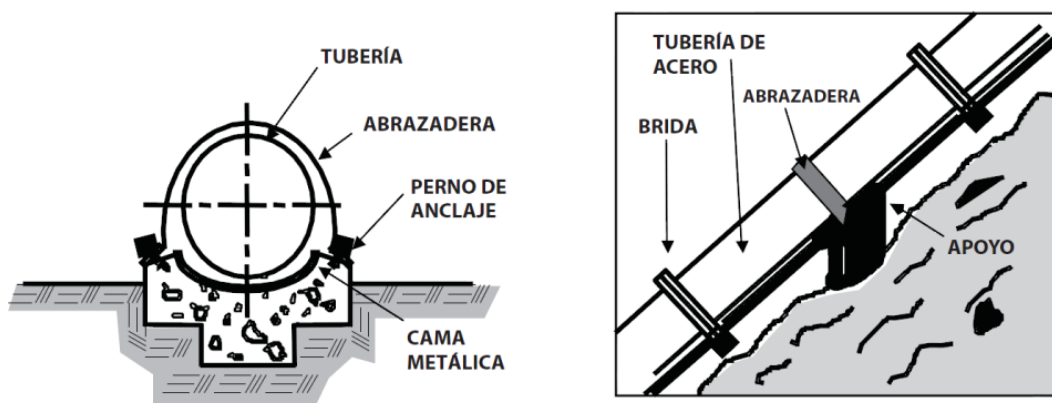 TUBERÍA
ABRAZADERA
PERNO DE
ANCLAJE
CAMA
METÁLICA
TUBERÍA DE
ACERO
ABRAZADERA
BRIDA
APOYO